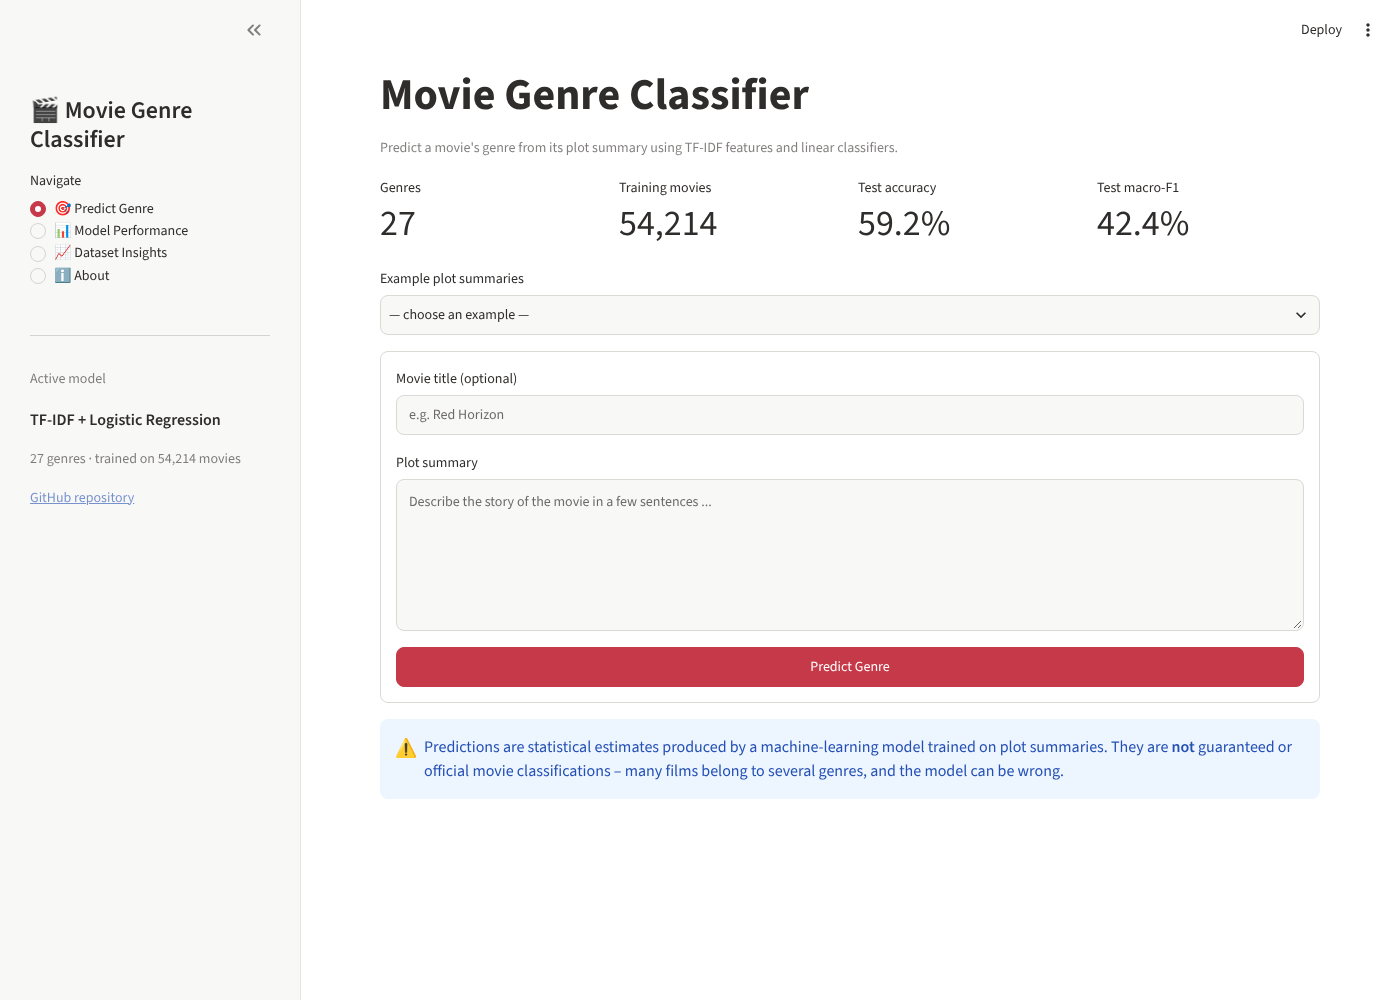 Deploy
🎬 Movie Genre
Classifier
Navigate
🎯 Predict Genre
📊 Model Performance
📈 Dataset Insights
ℹ️ About
Active model
TF-IDF + Logistic Regression
27 genres · trained on 54,214 movies
GitHub repository
Movie Genre Classifier
Predict a movie's genre from its plot summary using TF-IDF features and linear classifiers.
Genres
27
Training movies
54,214
Test accuracy
59.2%
Test macro-F1
42.4%
Example plot summaries
— choose an example —
Movie title (optional)
e.g. Red Horizon
Plot summary
Describe the story of the movie in a few sentences ...
Predict Genre
⚠️ Predictions are statistical estimates produced by a machine-learning model trained on plot summaries. They are not guaranteed or
official movie classifications – many films belong to several genres, and the model can be wrong.